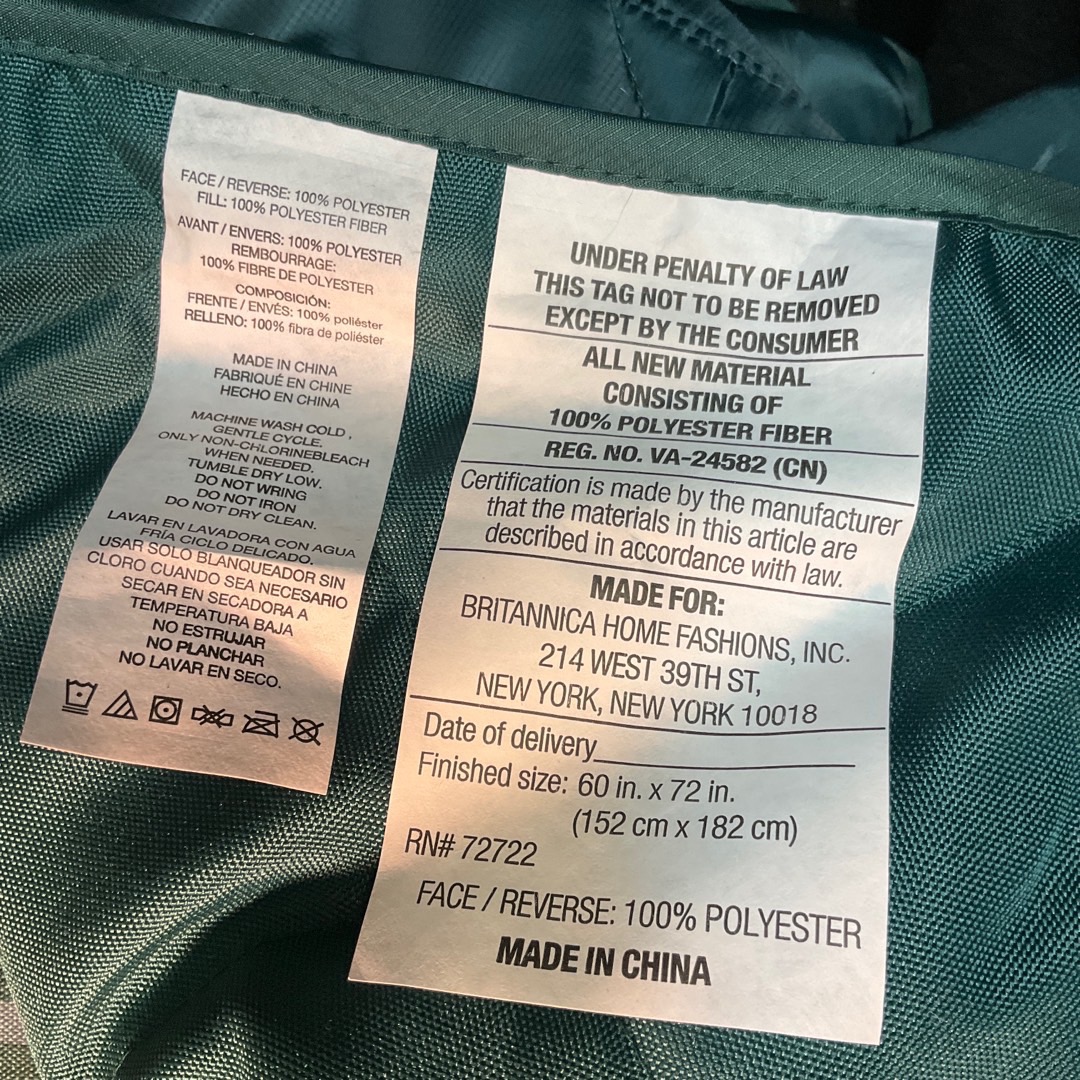 FACE / REVERSE: 100% POLYESTER
FILL: 100% POLYESTER FIBER
AVANT / ENVERS: 100% POLYESTER
REMBOURRAGE:
100% FIBRE DE POLYESTER
COMPOSICIÓN:
FRENTE / ENVÉS: 100% poliéster
RELLENO: 100% fibra de poliéster
MADE IN CHINA
FABRIQUÉ EN CHINE
HECHO EN CHINA
MACHINE WASH COLD ,
GENTLE CYCLE.
ONLY NON-CHLORINEBLEACH
WHEN NEEDED.
TUMBLE DRY LOW.
DO NOT WRING
DO NOT IRON
DO NOT DRY CLEAN.
LAVAR EN LAVADORA CON AGUA
FRÍA CICLO DELICADO.
USAR SOLO BLANQUEADOR SIN
CLORO CUANDO SEA NECESARIO
SECAR EN SECADORA A
TEMPERATURA BAJA
NO ESTRUJAR
NO PLANCHAR
NO LAVAR EN SECO.
UNDER PENALTY OF LAW
THIS TAG NOT TO BE REMOVED
EXCEPT BY THE CONSUMER
ALL NEW MATERIAL
CONSISTING OF
100% POLYESTER FIBER
REG. NO. VA-24582 (CN)
Certification is made by the manufacturer
that the materials in this article are
described in accordance with law.
MADE FOR:
BRITANNICA HOME FASHIONS, INC.
214 WEST 39TH ST,
NEW YORK, NEW YORK 10018
Date of delivery
Finished size: 60 in. x 72 in.
(152 cm x 182 cm)
RN# 72722
FACE / REVERSE: 100% POLYESTER
MADE IN CHINA